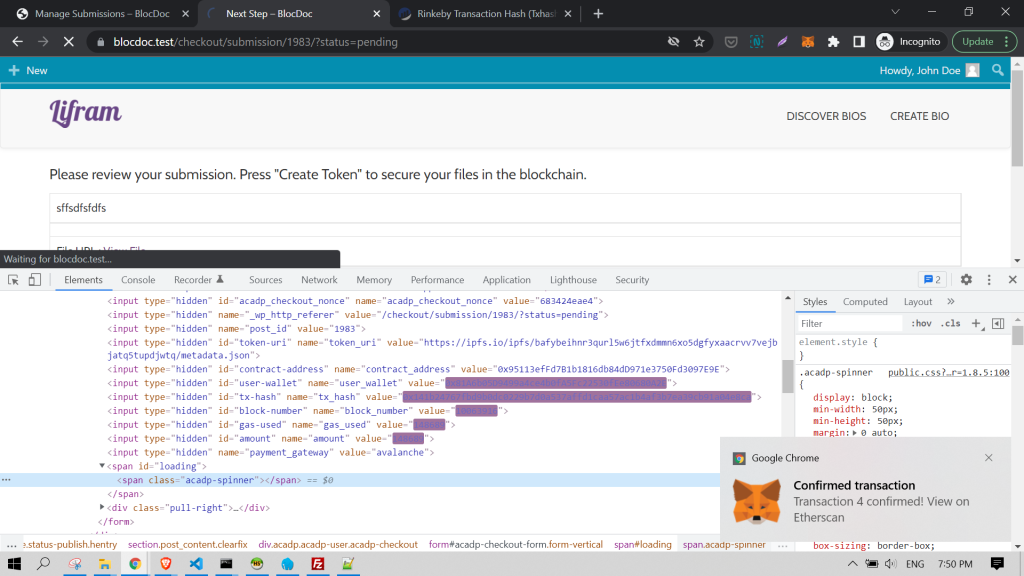 Manage Submissions – BlocDoc
Next Step – BlocDoc
Rinkeby Transaction Hash (Txhas
blocdoc.test/checkout/submission/1983/?status=pending
Incognito
Update
New
Howdy, John Doe
Lifram
DISCOVER BIOS
CREATE BIO
Please review your submission. Press "Create Token" to secure your files in the blockchain.
sffsdfsfdfs
Waiting for blocdoc.test...
Elements
Console
Recorder
Sources
Network
Memory
Performance
Application
Lighthouse
Security
2
<input type="hidden" id="acadp_checkout_nonce" name="acadp_checkout_nonce" value="683424eae4">
<input type="hidden" name="_wp_http_referer" value="/checkout/submission/1983/?status=pending">
<input type="hidden" name="post_id" value="1983">
<input type="hidden" id="token-uri" name="token_uri" value="https://ipfs.io/ipfs/bafybeihnr3qurl5w6jtfxdmmn6xo5dgfyxaacrvv7vejb
jatq5tupdjwtq/metadata.json">
<input type="hidden" id="contract-address" name="contract_address" value="0x95113efFd7B1b1816db84dD971e3750Fd3097E9E">
<input type="hidden" id="user-wallet" name="user_wallet" value="
">
<input type="hidden" id="tx-hash" name="tx_hash" value="
">
<input type="hidden" id="block-number" name="block_number" value="
">
<input type="hidden" id="gas-used" name="gas_used" value="
">
<input type="hidden" id="amount" name="amount" value="
">
<input type="hidden" name="payment_gateway" value="avalanche">
<span id="loading">
<span class="acadp-spinner"></span> == $0
</span>
<div class="pull-right">…</div>
</form>
... e.status-publish.hentry section.post_content.clearfix div.acadp.acadp-user.acadp-checkout form#acadp-checkout-form.form-vertical span#loading span.acadp-spinner ...
Styles
Computed
Layout
Filter
:hov .cls
element.style {
}
.acadp-spinner public.css?…r=1.8.5:100
{
display: block;
min-width: 50px;
min-height: 50px;
margin: 0 auto;
box-sizing: border-box;
Google Chrome
Confirmed transaction
Transaction 4 confirmed! View on
Etherscan
ENG
7:50 PM